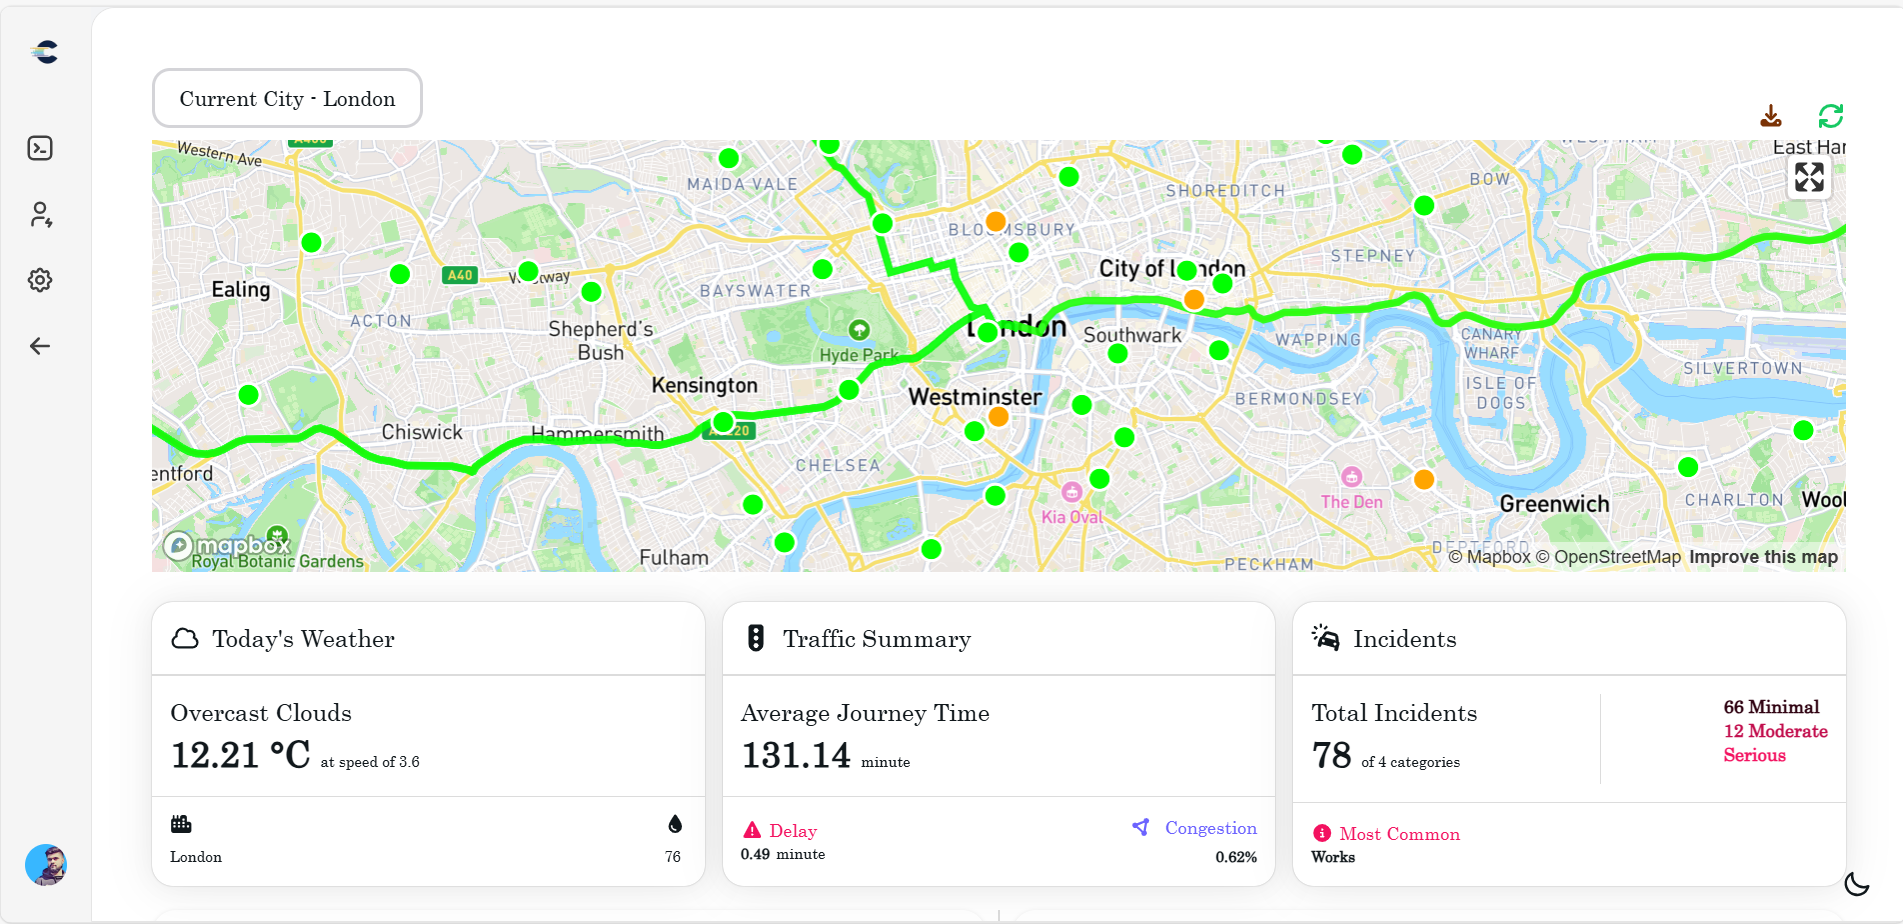 Current City - London
Western Ave
East Har
MAIDA VALE
SHOREDITCH
BOW
BLOOMSBURY
STEPNEY
A40
Westway
City of London
Ealing
BAYSWATER
ACTON
Shepherd's
Bush
Hyde Park
London
Southwark
WAPPING
CANARY
WHARF
SILVERTOWN
Kensington
Westminster
BERMONDSEY
ISLE OF
DOGS
Chiswick
Hammersmith
CHELSEA
entford
The Den
Kia Oval
Greenwich
CHARLTON
Wool
mapbox
Royal Botanic Gardens
Fulham
PECKHAM
DEPTFORD
© Mapbox © OpenStreetMap Improve this map
Today's Weather
Overcast Clouds
12.21 °C at speed of 3.6
London
76
Traffic Summary
Average Journey Time
131.14 minute
Delay
0.49 minute
Congestion
0.62%
Incidents
Total Incidents
78 of 4 categories
66 Minimal
12 Moderate
Serious
Most Common
Works